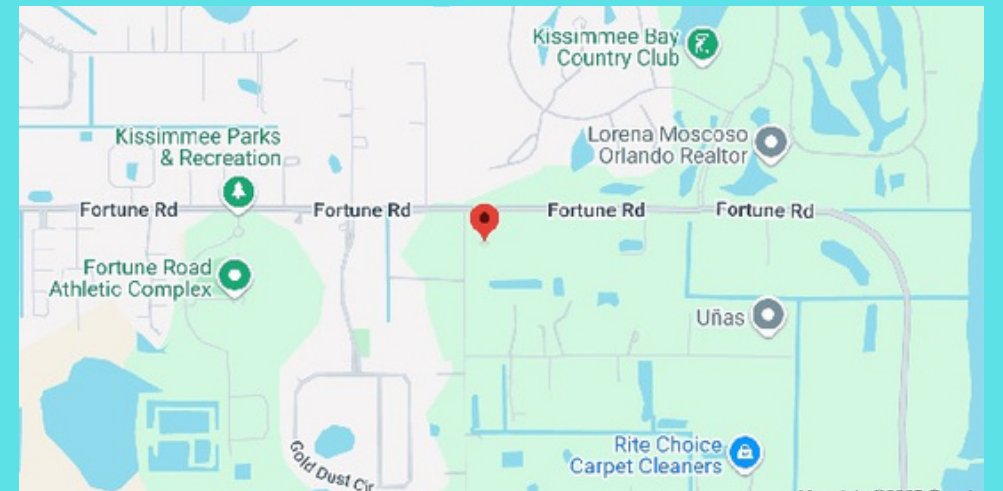 Kissimmee Bay
Country Club
Kissimmee Parks
& Recreation
Lorena Moscoso
Orlando Realtor
Fortune Rd
Fortune Rd
Fortune Rd
Fortune Rd
Fortune Road
Athletic Complex
Uñas
Rite Choice
Carpet Cleaners
Gold Dust Cir